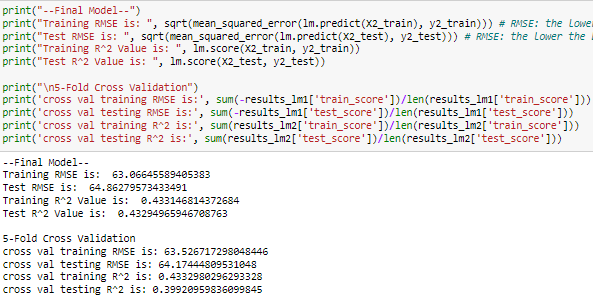 print("--Final Model--")
print("Training RMSE is: ", sqrt(mean_squared_error(lm.predict(X2_train), y2_train))) # RMSE: the lower
print("Test RMSE is: ", sqrt(mean_squared_error(lm.predict(X2_test), y2_test))) # RMSE: the lower the
print("Training R^2 Value is: ", lm.score(X2_train, y2_train))
print("Test R^2 Value is: ", lm.score(X2_test, y2_test))
print("\n5-Fold Cross Validation")
print('cross val training RMSE is:', sum(-results_lm1['train_score'])/len(results_lm1['train_score']))
print('cross val testing RMSE is:', sum(-results_lm1['test_score'])/len(results_lm1['test_score']))
print('cross val training R^2 is:', sum(results_lm2['train_score'])/len(results_lm2['train_score']))
print('cross val testing R^2 is:', sum(results_lm2['test_score'])/len(results_lm2['test_score']))
--Final Model--
Training RMSE is:  63.06645589405383
Test RMSE is:  64.86279573433491
Training R^2 Value is:  0.433146814372684
Test R^2 Value is:  0.43294965946708763
5-Fold Cross Validation
cross val training RMSE is: 63.526717298048446
cross val testing RMSE is: 64.17444809531048
cross val training R^2 is: 0.4332980296293328
cross val testing R^2 is: 0.39920959836099845